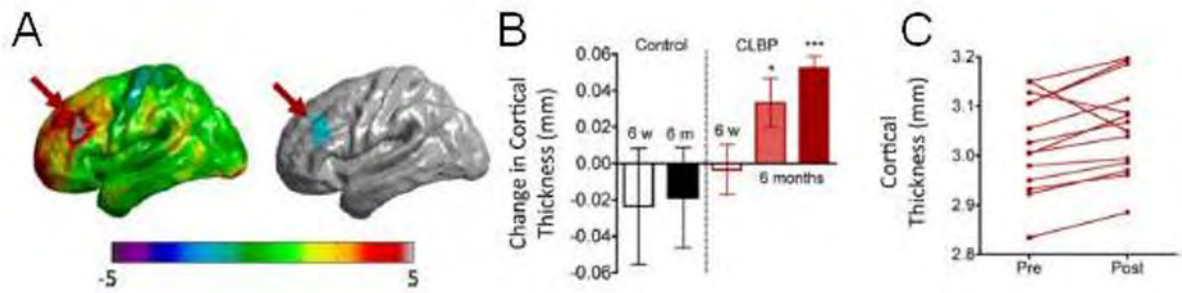 A
-5
5
B
Change in Cortical
Thickness (mm)
0.06
0.04
0.02
0.00
-0.02
-0.04
-0.06
Control
CLBP
6 w
6 m
6 w
*
***
6 months
C
Cortical
Thickness (mm)
3.2
3.1
3.0
2.9
2.8
Pre
Post